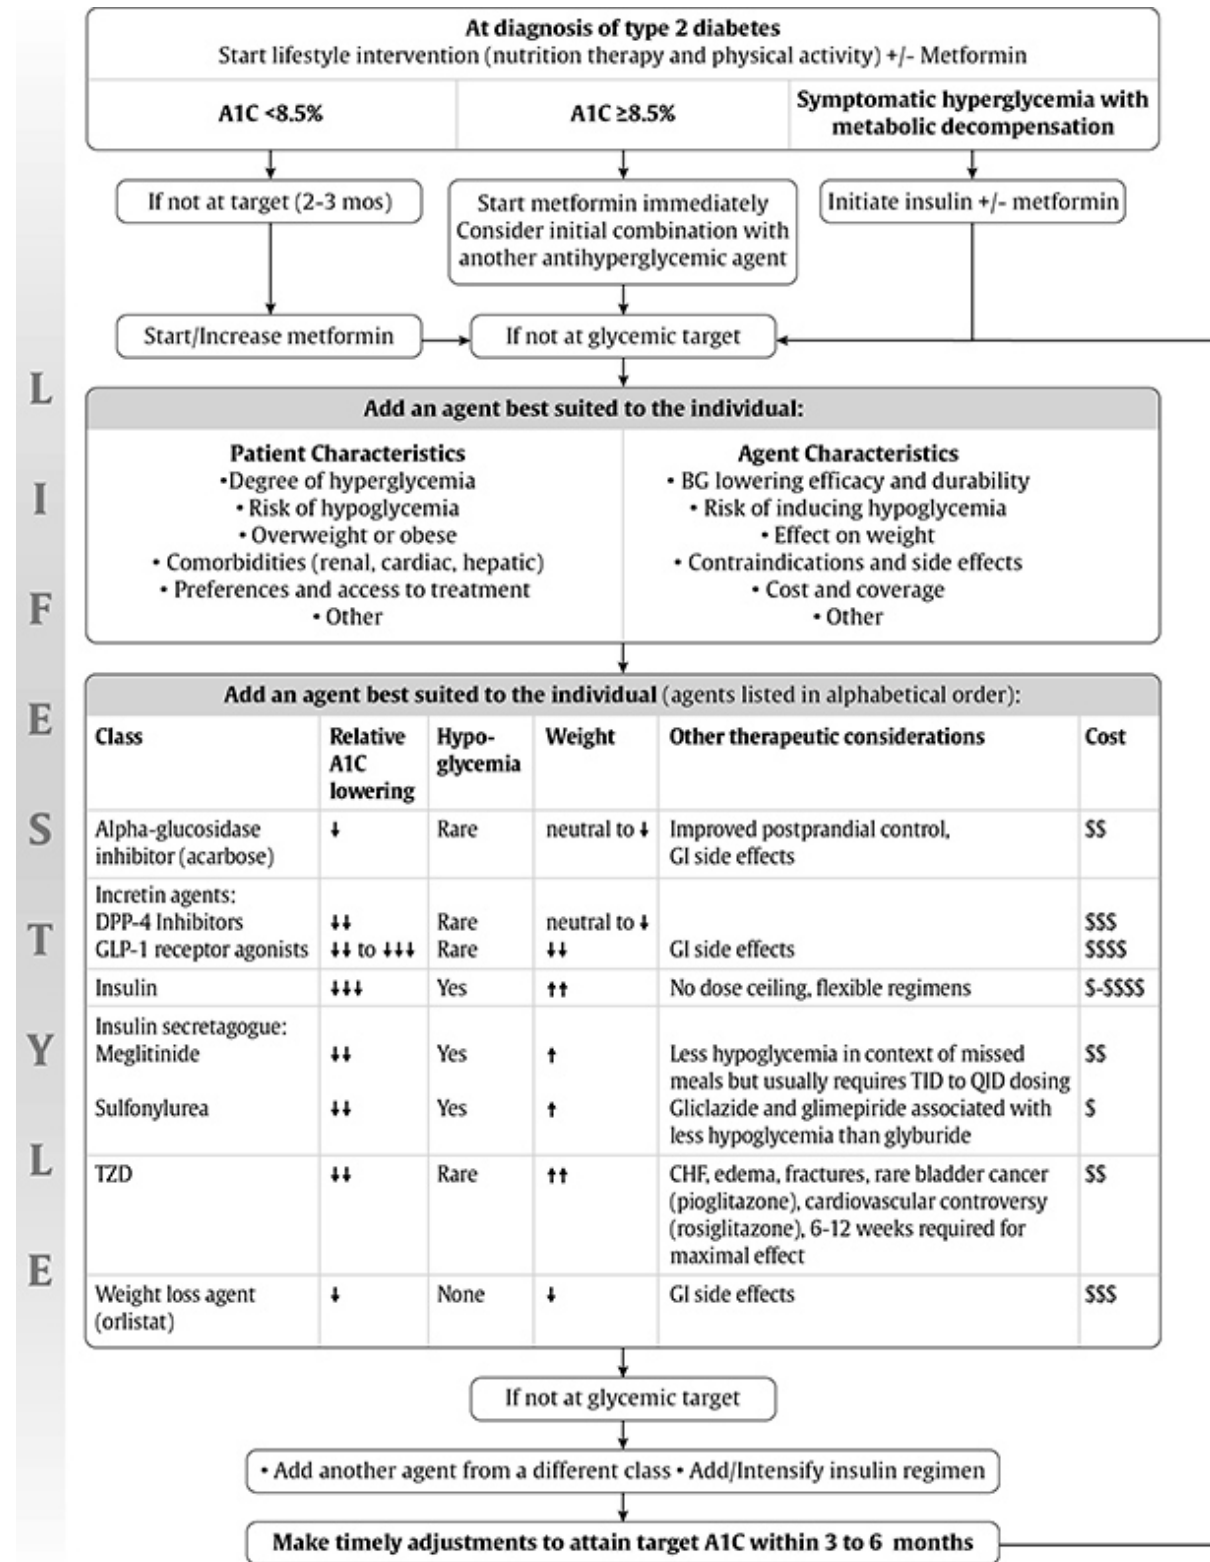 At diagnosis of type 2 diabetes
Start lifestyle intervention (nutrition therapy and physical activity) +/- Metformin
A1C <8.5%
A1C ≥8.5%
Symptomatic hyperglycemia with
metabolic decompensation
If not at target (2-3 mos)
Start metformin immediately
Consider initial combination with
another antihyperglycemic agent
Initiate insulin +/- metformin
Start/Increase metformin
If not at glycemic target
LIFESTYLE
Add an agent best suited to the individual:
Patient Characteristics
•Degree of hyperglycemia
• Risk of hypoglycemia
• Overweight or obese
• Comorbidities (renal, cardiac, hepatic)
• Preferences and access to treatment
• Other
Agent Characteristics
• BG lowering efficacy and durability
• Risk of inducing hypoglycemia
• Effect on weight
• Contraindications and side effects
• Cost and coverage
• Other
Add an agent best suited to the individual (agents listed in alphabetical order):
Class
Relative
A1C
lowering
Hypo-
glycemia
Weight
Other therapeutic considerations
Cost
Alpha-glucosidase
inhibitor (acarbose)
↓
Rare
neutral to ↓
Improved postprandial control,
GI side effects
$$
Incretin agents:
DPP-4 Inhibitors
↓↓
Rare
neutral to ↓
$$$
GLP-1 receptor agonists
↓↓ to ↓↓↓
Rare
↓↓
GI side effects
$$$$
Insulin
↓↓↓
Yes
↑↑
No dose ceiling, flexible regimens
$-$$$$
Insulin secretagogue:
Meglitinide
↓↓
Yes
↑
Less hypoglycemia in context of missed
meals but usually requires TID to QID dosing
$$
Sulfonylurea
↓↓
Yes
↑
Gliclazide and glimepiride associated with
less hypoglycemia than glyburide
$
TZD
↓↓
Rare
↑↑
CHF, edema, fractures, rare bladder cancer
(pioglitazone), cardiovascular controversy
(rosiglitazone), 6-12 weeks required for
maximal effect
$$
Weight loss agent
(orlistat)
↓
None
↓
GI side effects
$$$
If not at glycemic target
• Add another agent from a different class • Add/Intensify insulin regimen
Make timely adjustments to attain target A1C within 3 to 6 months